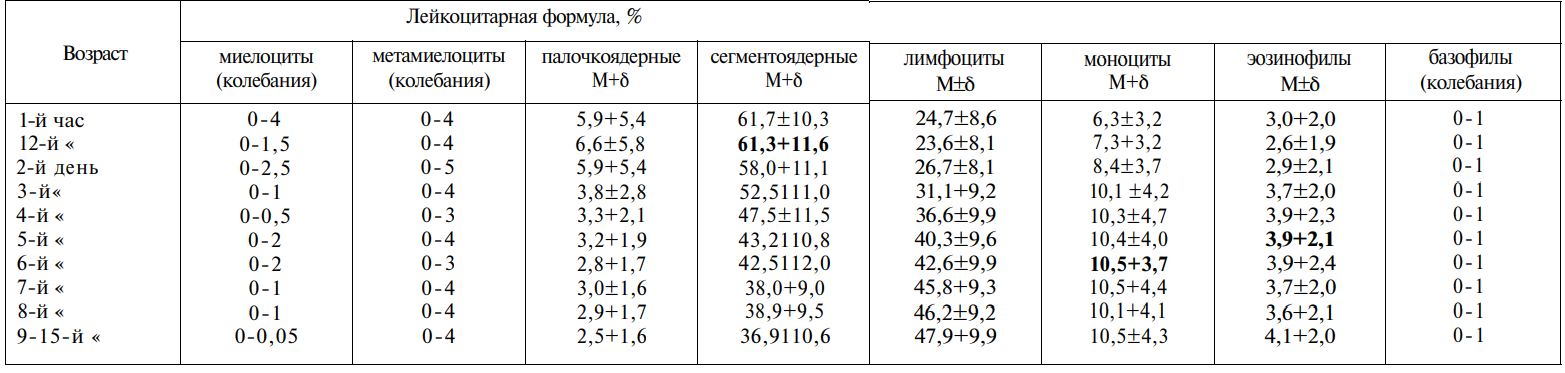 Лейкоцитарная формула, %
Возраст миелоциты (колебания) метамиелоциты (колебания) палочкоядерные М+δ сегментоядерные М+δ лимфоциты М±δ моноциты М+δ эозинофилы М±δ базофилы (колебания)
1-й час 0-4 0-4 5,9+5,4 61,7±10,3 24,7±8,6 6,3±3,2 3,0+2,0 0-1
12-й « 0-1,5 0-4 6,6±5,8 61,3+11,6 23,6±8,1 7,3+3,2 2,6±1,9 0-1
2-й день 0-2,5 0-5 5,9+5,4 58,0+11,1 26,7±8,1 8,4+3,7 2,9±2,1 0-1
3-й« 0-1 0-4 3,8±2,8 52,5111,0 31,1+9,2 10,1 ±4,2 3,7±2,0 0-1
4-й « 0-0,5 0-3 3,3+2,1 47,5±11,5 36,6±9,9 10,3±4,7 3,9+2,3 0-1
5-й « 0-2 0-4 3,2+1,9 43,2110,8 40,3±9,6 10,4±4,0 3,9+2,1 0-1
6-й « 0-2 0-3 2,8+1,7 42,5112,0 42,6±9,9 10,5+3,7 3,9+2,4 0-1
7-й « 0-1 0-4 3,0±1,6 38,0+9,0 45,8+9,3 10,5+4,4 3,7±2,0 0-1
8-й « 0-1 0-4 2,9+1,7 38,9+9,5 46,2±9,2 10,1+4,1 3,6±2,1 0-1
9-15-й « 0-0,05 0-4 2,5+1,6 36,9110,6 47,9+9,9 10,5±4,3 4,1±2,0 0-1